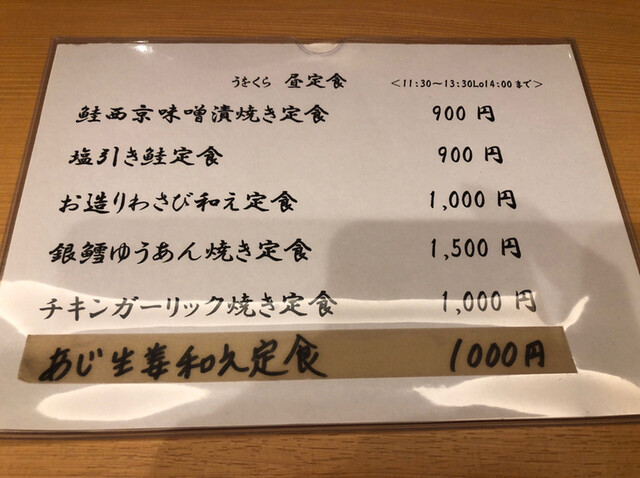 うをくら 昼定食 <11:30~13:30Lo14:00まで>
鮭西京味噌漬焼き定食 900円
塩引き鮭定食 900円
お造りわさび和え定食 1,000円
銀鱈ゆうあん焼き定食 1,500円
チキンガーリック焼き定食 1,000円
あじ生姜和え定食 1000円